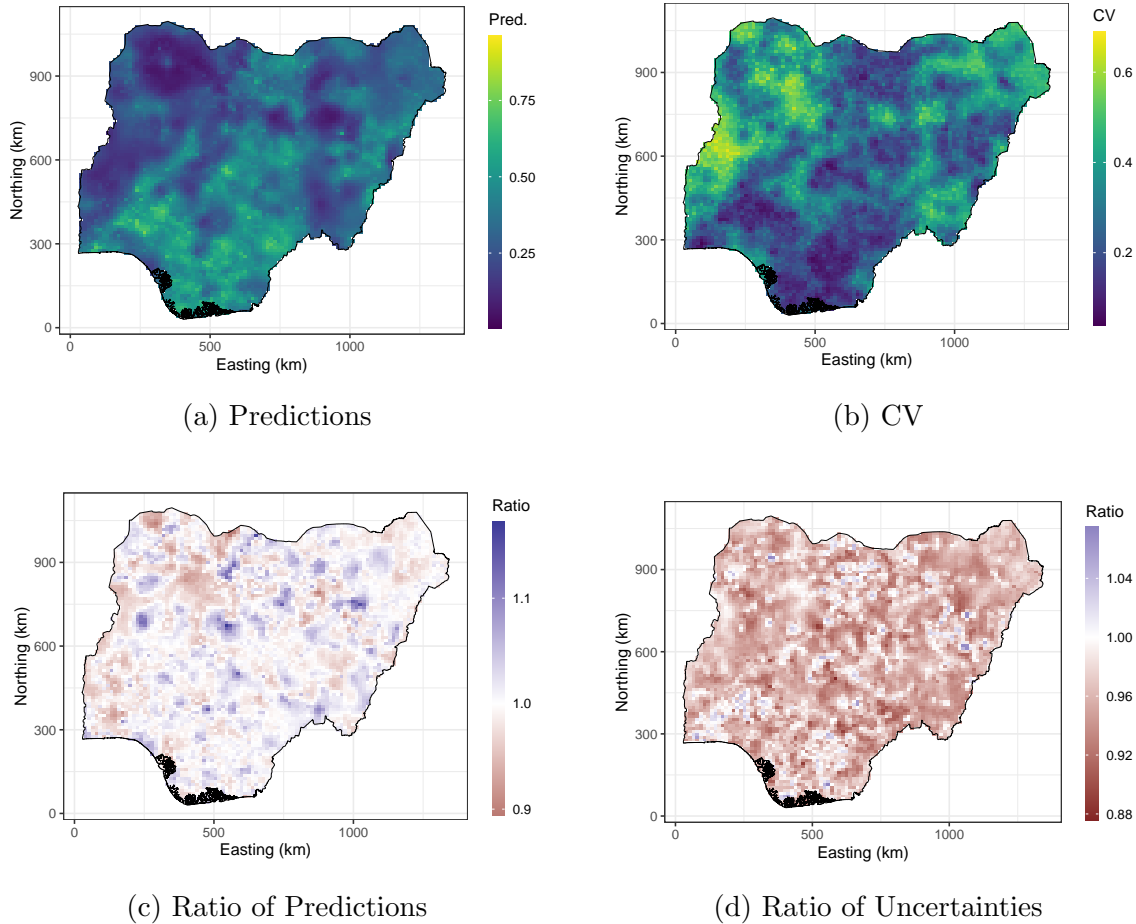 Pred.
0.75
0.50
0.25
900
600
300
0
Northing (km)
0
500
1000
Easting (km)
(a) Predictions
CV
0.6
0.4
0.2
900
600
300
0
Northing (km)
0
500
1000
Easting (km)
(b) CV
Ratio
1.1
1.0
0.9
900
600
300
0
Northing (km)
0
500
1000
Easting (km)
(c) Ratio of Predictions
Ratio
1.04
1.00
0.96
0.92
0.88
900
600
300
0
Northing (km)
0
500
1000
Easting (km)
(d) Ratio of Uncertainties